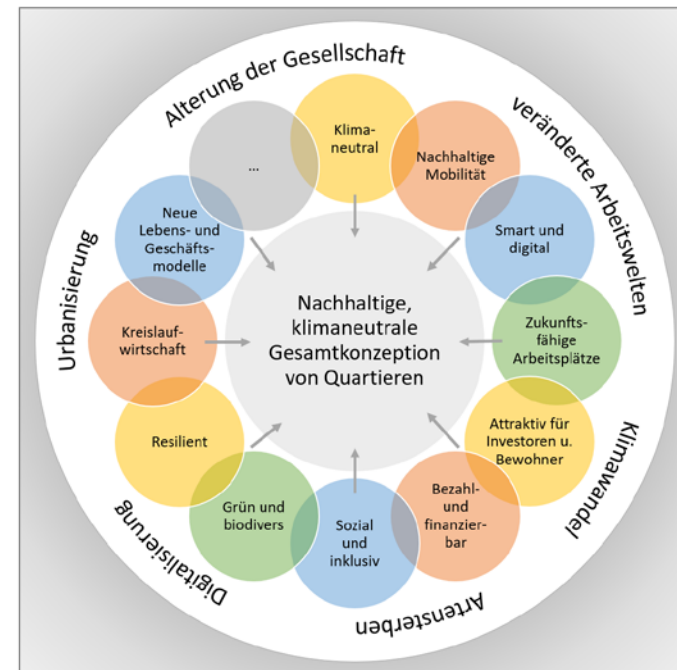 Alterung der Gesellschaft
veränderte Arbeitswelten
Klimawandel
Artensterben
Digitalisierung
Urbanisierung
Klima-
neutral
Nachhaltige
Mobilität
Smart und
digital
Zukunfts-
fähige
Arbeitsplätze
Attraktiv für
Investoren u.
Bewohner
Bezahl-
und
finanzier-
bar
Sozial
und
inklusiv
Grün und
biodivers
Resilient
Kreislauf-
wirtschaft
Neue
Lebens- und
Geschäfts-
modelle
...
Nachhaltige,
klimaneutrale
Gesamtkonzeption
von Quartieren